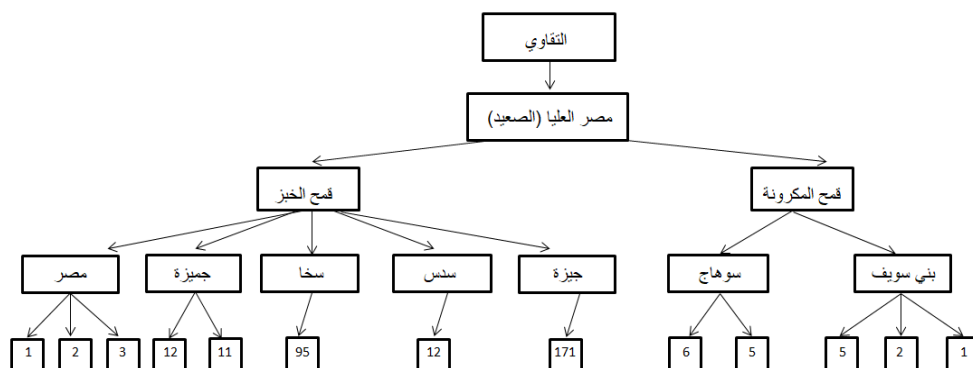 التقاوي
مصر العليا (الصعيد)
قمح المكرونة
قمح الخبز
بني سويف
سوهاج
جيزة
سدس
سخا
جميزة
مصر
1
2
5
5
6
171
12
95
11
12
3
2
1